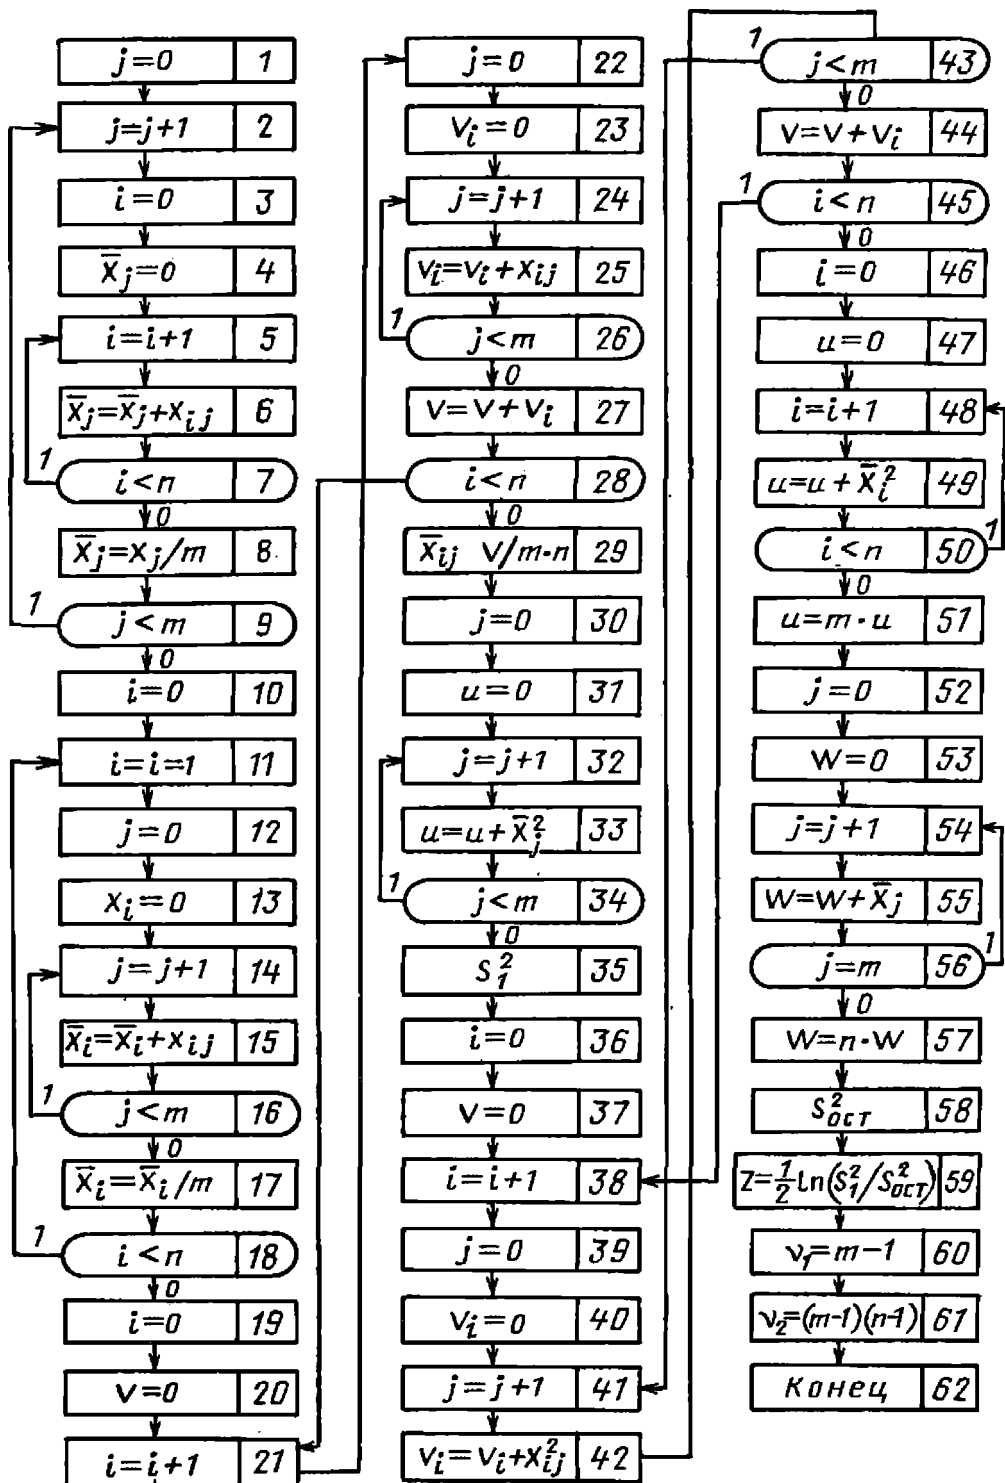 j=0 1
j=j+1 2
i=0 3
x̄j=0 4
i=i+1 5
x̄j=x̄j+xij 6
1
i<n 7
0
x̄j=xj/m 8
1
j<m 9
0
i=0 10
i=i=1 11
j=0 12
xi=0 13
j=j+1 14
x̄i=x̄i+xij 15
1
j<m 16
0
x̄i=x̄i/m 17
1
i<n 18
0
i=0 19
v=0 20
i=i+1 21
j=0 22
vi=0 23
j=j+1 24
vi=vi+xij 25
1
j<m 26
0
v=v+vi 27
i<n 28
0
x̄ij v/m·n 29
j=0 30
u=0 31
j=j+1 32
u=u+x̄j² 33
1
j<m 34
0
S1² 35
i=0 36
v=0 37
i=i+1 38
j=0 39
vi=0 40
j=j+1 41
vi=vi+xij² 42
1
j<m 43
0
v=v+vi 44
1
i<n 45
0
i=0 46
u=0 47
i=i+1 48
u=u+x̄i² 49
i<n 50
1
0
u=m·u 51
j=0 52
W=0 53
j=j+1 54
W=W+x̄j 55
1
j=m 56
0
W=n·W 57
Sост² 58
Z=½ln(S1²/Sост²) 59
ν1=m-1 60
ν2=(m-1)(n-1) 61
Конец 62